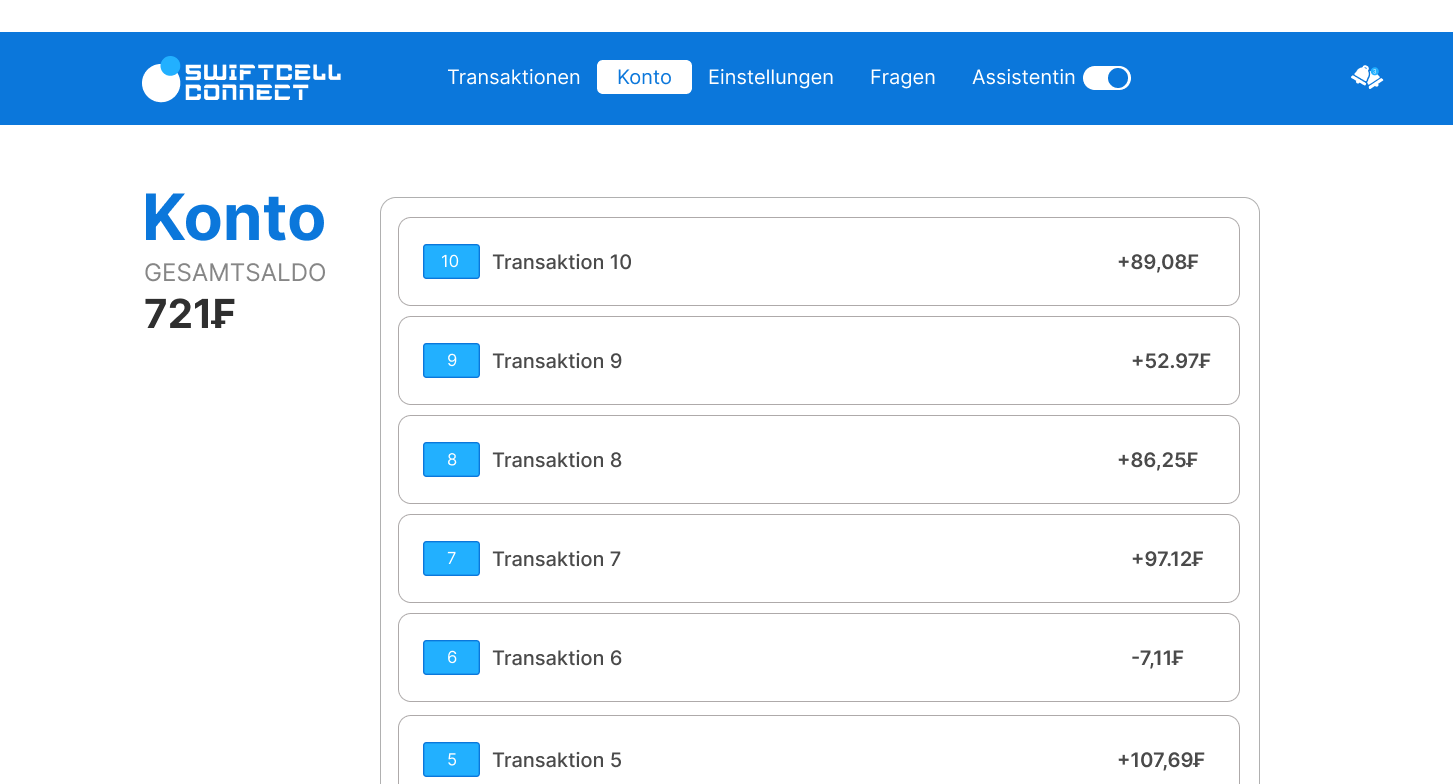 SWIFTCELL
CONNECT
Transaktionen Konto Einstellungen Fragen Assistentin
Konto
GESAMTSALDO
721₣
10 Transaktion 10 +89,08₣
9 Transaktion 9 +52.97₣
8 Transaktion 8 +86,25₣
7 Transaktion 7 +97.12₣
6 Transaktion 6 -7,11₣
5 Transaktion 5 +107,69₣